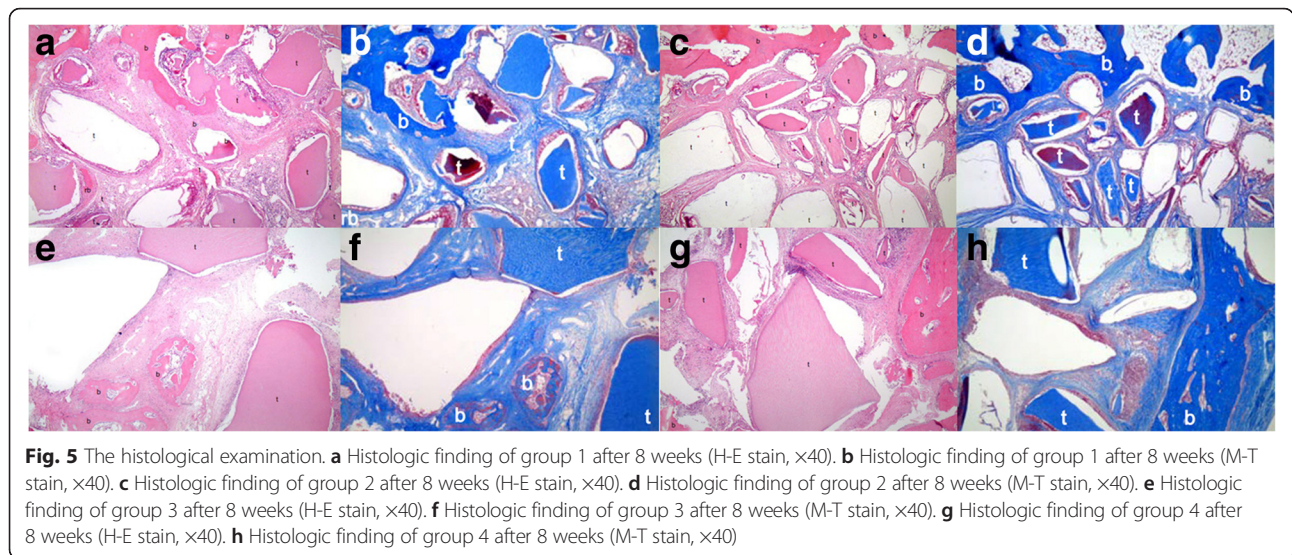 a b c d
b b t t b t b t t rb t t
b t t t rb
b b t t t t t
b b b t t t t
e f g h
t t b b b
t b b t
t t t t b
t t b
Fig. 5 The histological examination. a Histologic finding of group 1 after 8 weeks (H-E stain, ×40). b Histologic finding of group 1 after 8 weeks (M-T
stain, ×40). c Histologic finding of group 2 after 8 weeks (H-E stain, ×40). d Histologic finding of group 2 after 8 weeks (M-T stain, ×40). e Histologic
finding of group 3 after 8 weeks (H-E stain, ×40). f Histologic finding of group 3 after 8 weeks (M-T stain, ×40). g Histologic finding of group 4 after
8 weeks (H-E stain, ×40). h Histologic finding of group 4 after 8 weeks (M-T stain, ×40)